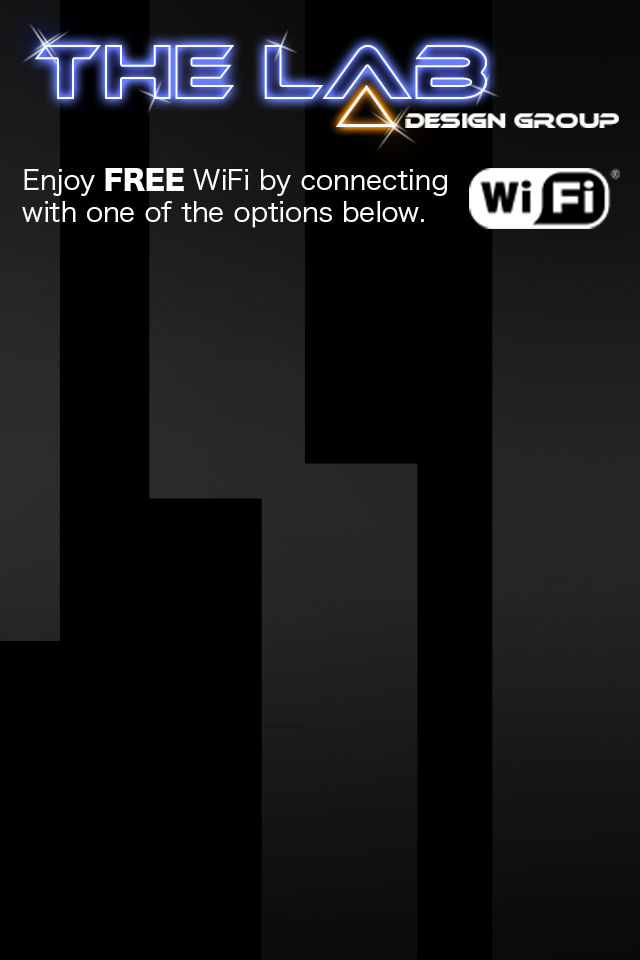 THE LAB
DESIGN GROUP
Enjoy FREE WiFi by connecting
with one of the options below.
Wi Fi ®